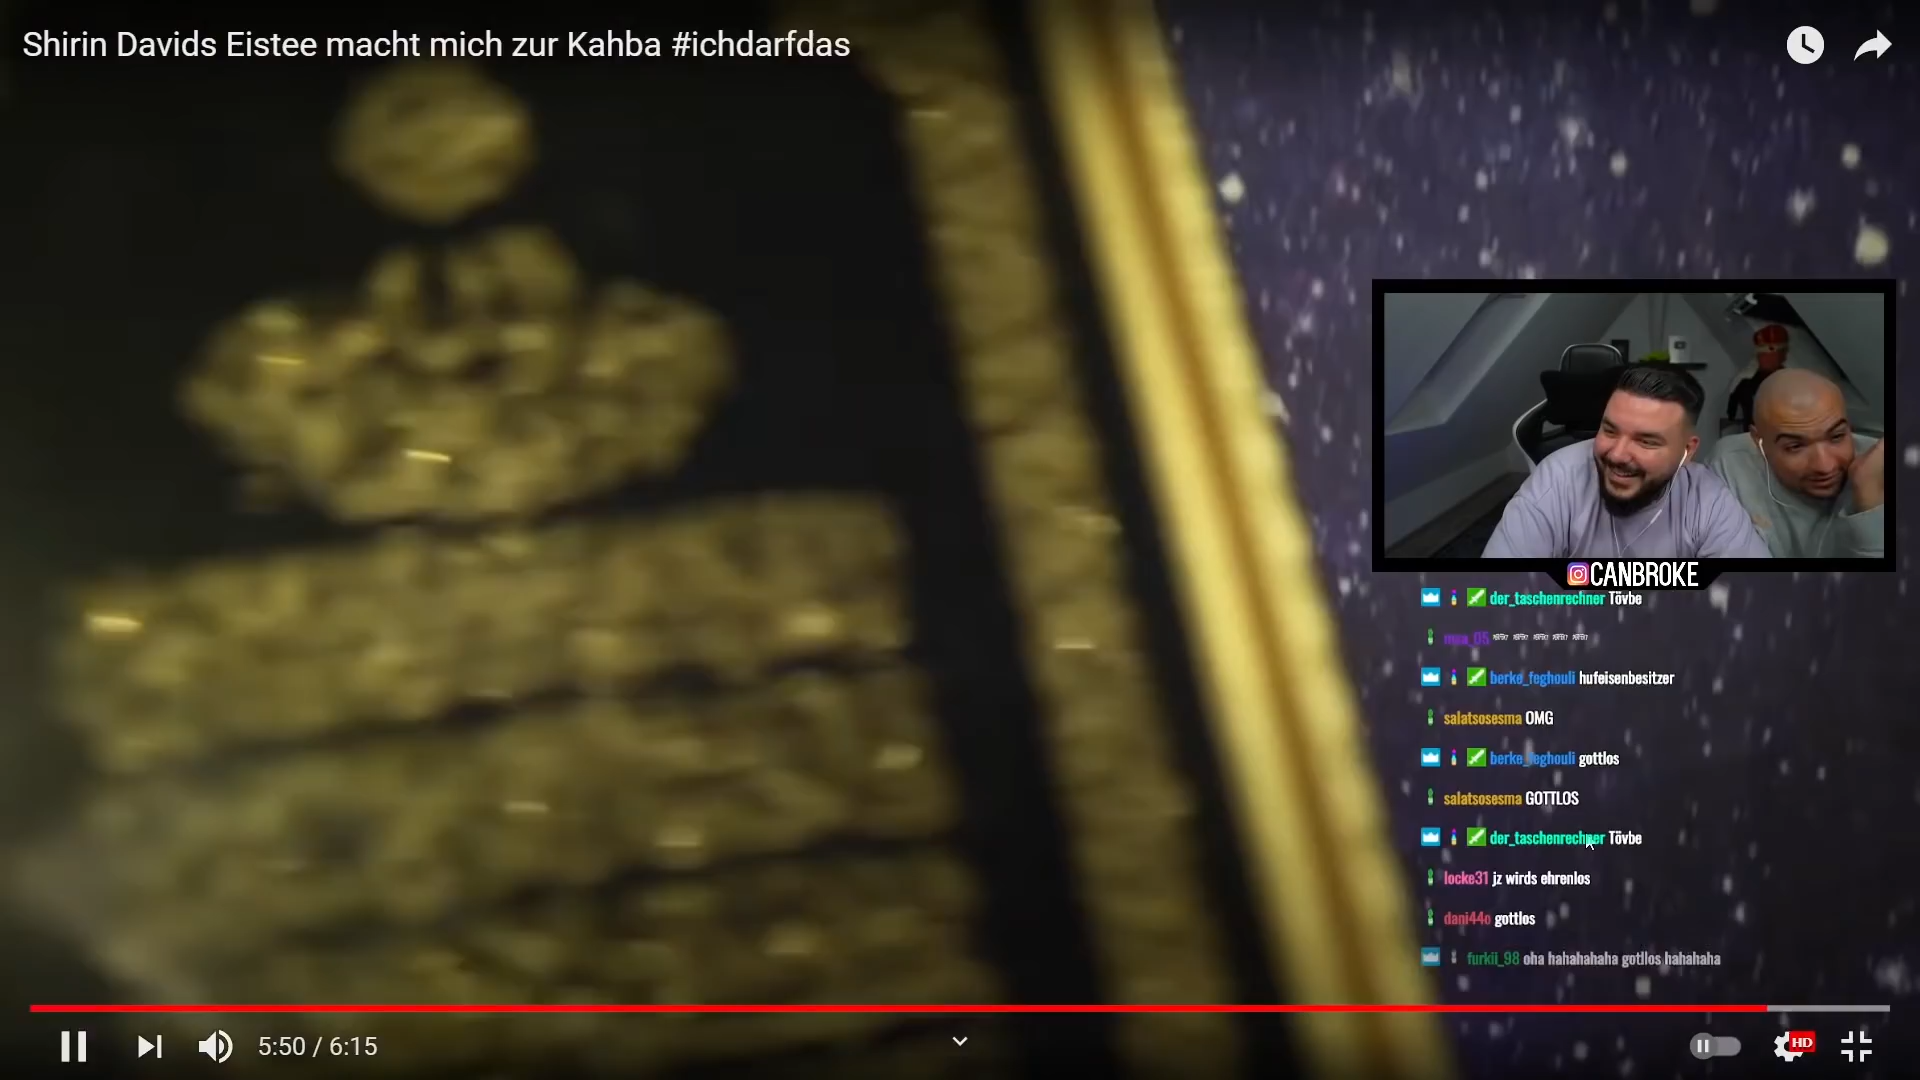 Shirin Davids Eistee macht mich zur Kahba #ichdarfdas
CANBROKE
der_taschenrechner Tövbe
berke_feghouli hufeisenbesitzer
salatsosesma OMG
berke_feghouli gottlos
salatsosesma GOTTLOS
der_taschenrechner Tövbe
locke31 jz wirds ehrenlos
dani44o gottlos
furkii_98 oha hahahahaha gotllos hahahaha
5:50 / 6:15
HD